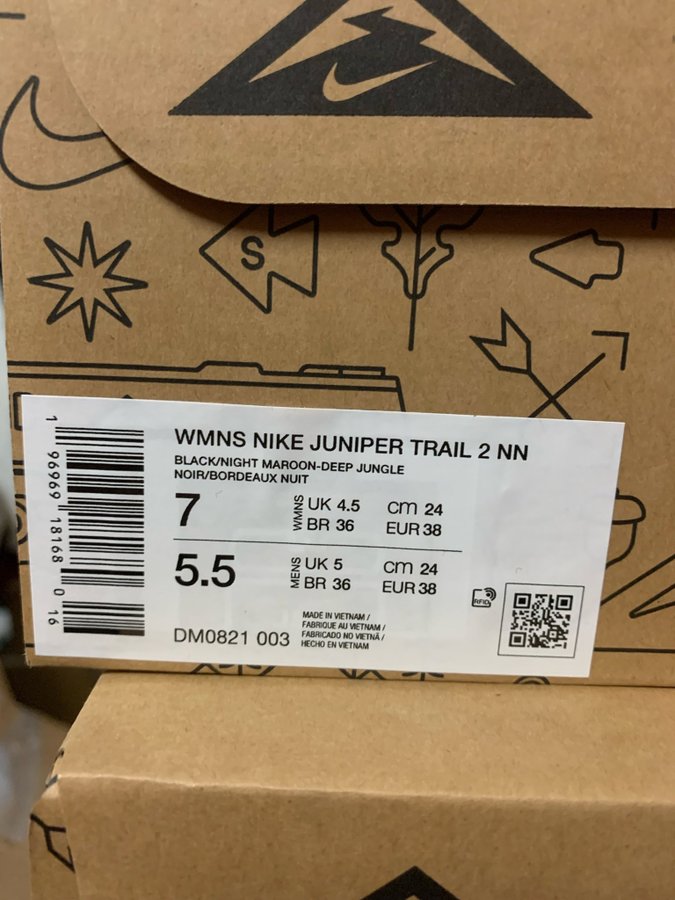 S
WMNS NIKE JUNIPER TRAIL 2 NN
BLACK/NIGHT MAROON-DEEP JUNGLE
NOIR/BORDEAUX NUIT
7
WMNS
UK 4.5 cm 24
BR 36 EUR 38
5.5
MENS
UK 5 cm 24
BR 36 EUR 38
DM0821 003
MADE IN VIETNAM /
FABRIQUE AU VIETNAM /
FABRICADO NO VIETNÃ /
HECHO EN VIETNAM
RFID
1 96969 18168 0 16